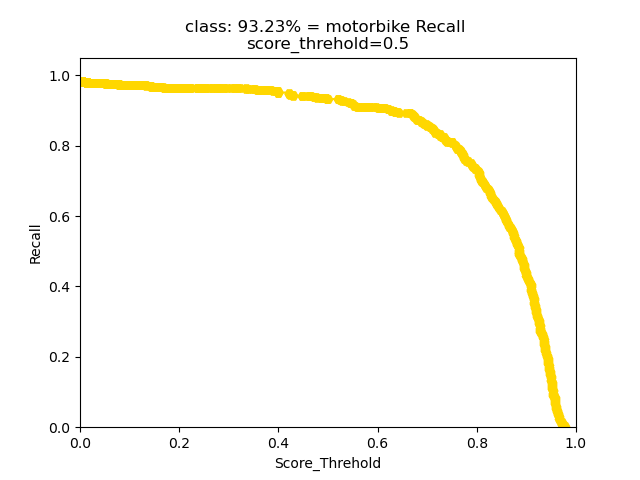 class: 93.23% = motorbike Recall
score_threhold=0.5
Recall
1.0
0.8
0.6
0.4
0.2
0.0
0.0 0.2 0.4 0.6 0.8 1.0
Score_Threhold